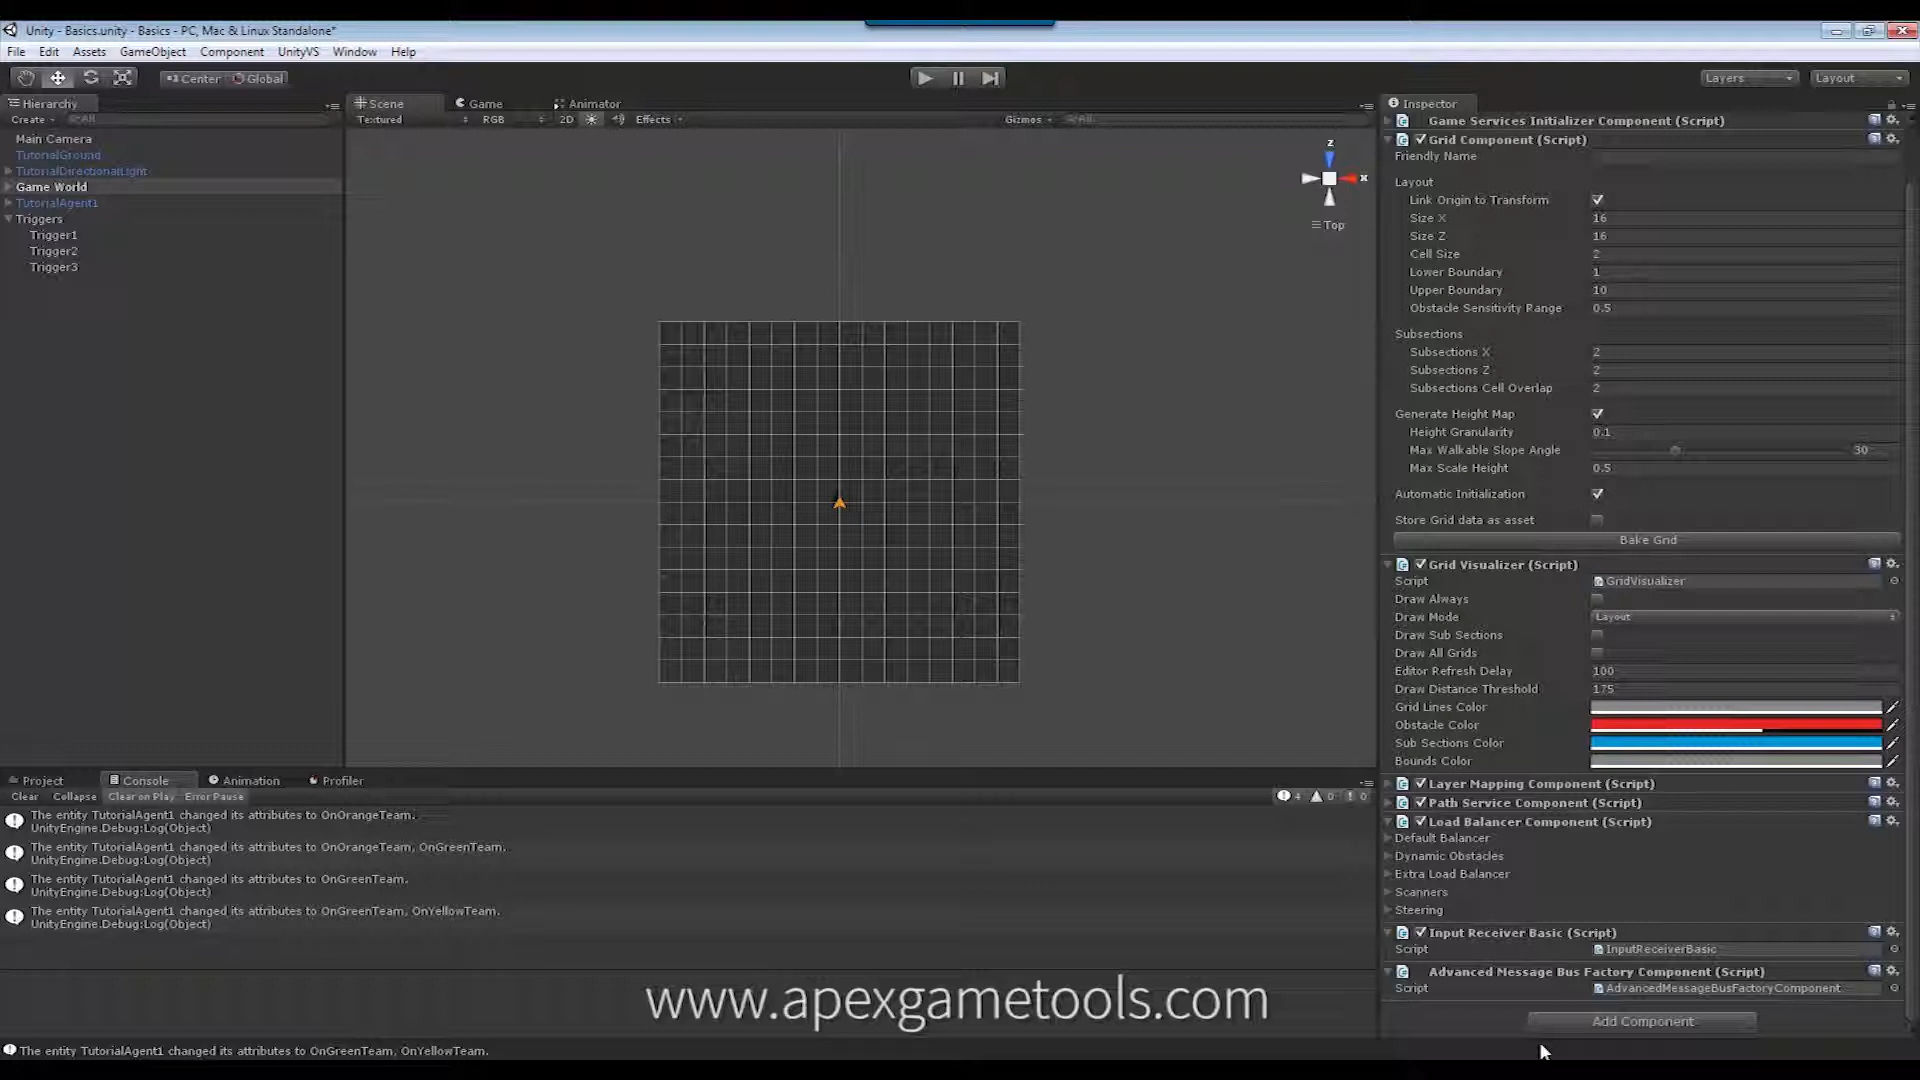 Unity - Basics.unity - Basics - PC, Mac & Linux Standalone*
File Edit Assets GameObject Component UnityVS Window Help
Center Global Layers Layout
Hierarchy
Create
Main Camera
TutorialGround
TutorialDirectionalLight
Game World
TutorialAgent1
Triggers
Trigger1
Trigger2
Trigger3
Scene Game Animator
Textured RGB 2D Effects Gizmos
z
x
Top
Inspector
Game Services Initializer Component (Script)
Grid Component (Script)
Friendly Name
Layout
Link Origin to Transform
Size X 16
Size Z 16
Cell Size 2
Lower Boundary 1
Upper Boundary 10
Obstacle Sensitivity Range 0.5
Subsections
Subsections X 2
Subsections Z 2
Subsections Cell Overlap 2
Generate Height Map
Height Granularity 0.1
Max Walkable Slope Angle 30
Max Scale Height 0.5
Automatic Initialization
Store Grid data as asset
Bake Grid
Grid Visualizer (Script)
Script GridVisualizer
Draw Always
Draw Mode Layout
Draw Sub Sections
Draw All Grids
Editor Refresh Delay 100
Draw Distance Threshold 175
Grid Lines Color
Obstacle Color
Sub Sections Color
Bounds Color
Layer Mapping Component (Script)
Path Service Component (Script)
Load Balancer Component (Script)
Default Balancer
Dynamic Obstacles
Extra Load Balancer
Scanners
Steering
Input Receiver Basic (Script)
Script InputReceiverBasic
Advanced Message Bus Factory Component (Script)
Script AdvancedMessageBusFactoryComponent
Add Component
Project Console Animation Profiler
Clear Collapse Clear on Play Error Pause 4 0 0
The entity TutorialAgent1 changed its attributes to OnOrangeTeam.
UnityEngine.Debug:Log(Object)
The entity TutorialAgent1 changed its attributes to OnOrangeTeam, OnGreenTeam.
UnityEngine.Debug:Log(Object)
The entity TutorialAgent1 changed its attributes to OnGreenTeam.
UnityEngine.Debug:Log(Object)
The entity TutorialAgent1 changed its attributes to OnGreenTeam, OnYellowTeam.
UnityEngine.Debug:Log(Object)
www.apexgametools.com
The entity TutorialAgent1 changed its attributes to OnGreenTeam, OnYellowTeam.